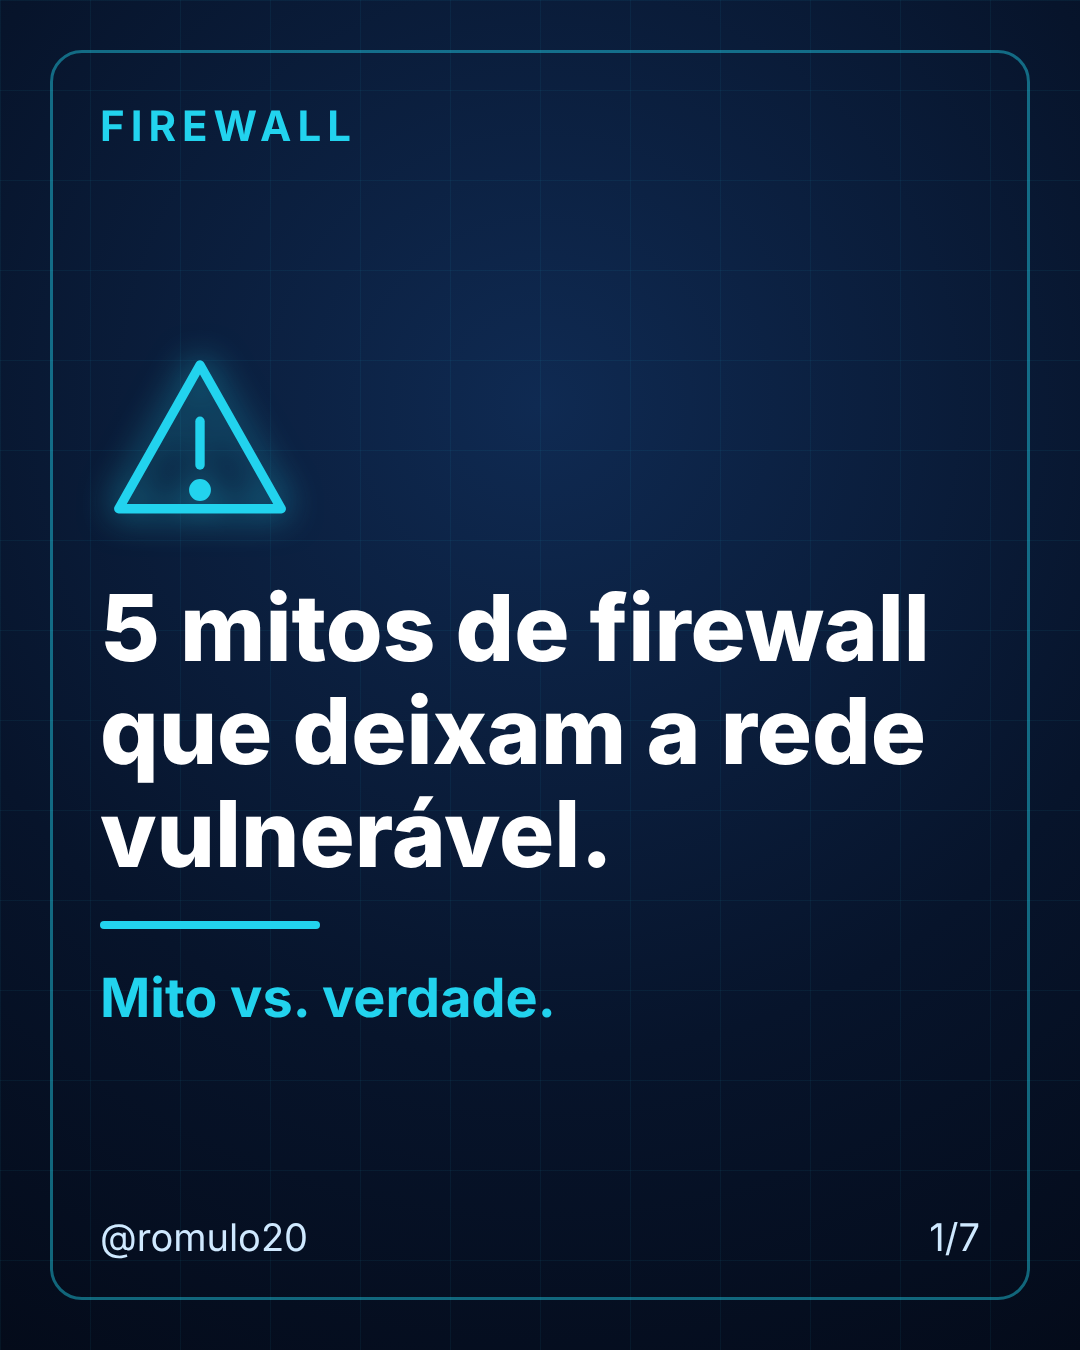 FIREWALL
5 mitos de firewall
que deixam a rede
vulnerável.
Mito vs. verdade.
@romulo20
1/7